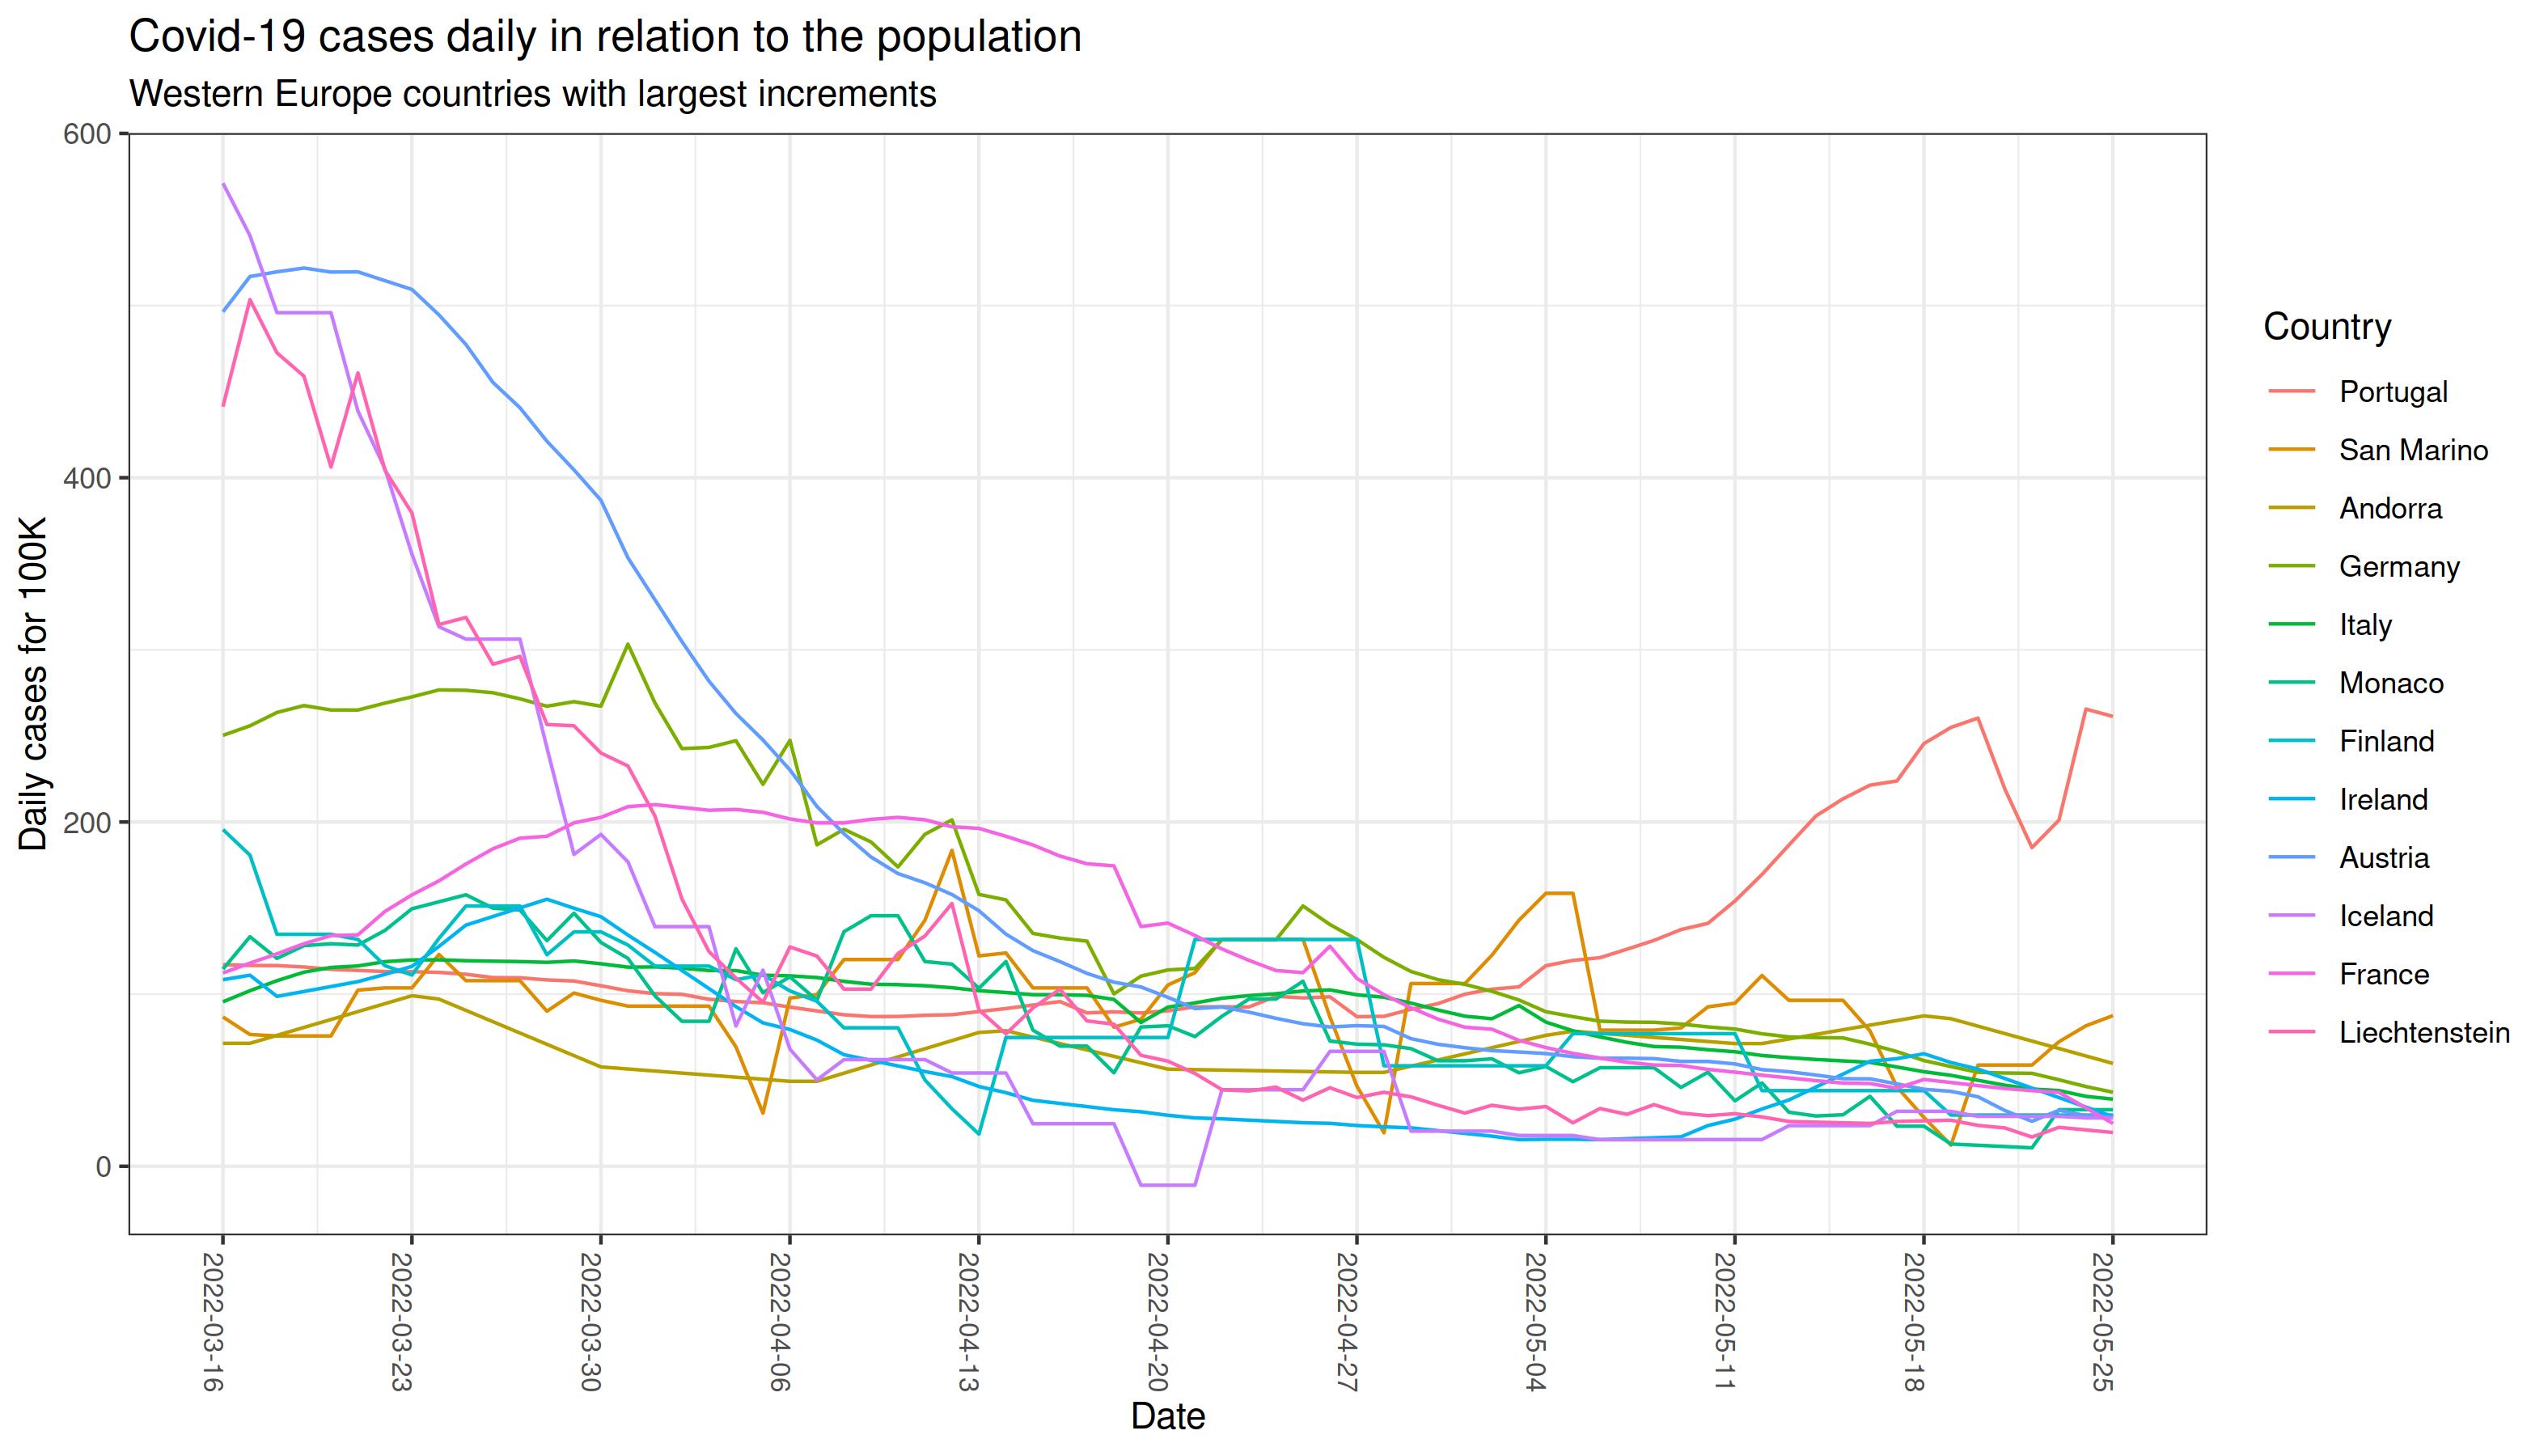 Covid-19 cases daily in relation to the population
Western Europe countries with largest increments
600
400
200
0
Daily cases for 100K
2022-03-16
2022-03-23
2022-03-30
2022-04-06
2022-04-13
2022-04-20
2022-04-27
2022-05-04
2022-05-11
2022-05-18
2022-05-25
Date
Country
Portugal
San Marino
Andorra
Germany
Italy
Monaco
Finland
Ireland
Austria
Iceland
France
Liechtenstein